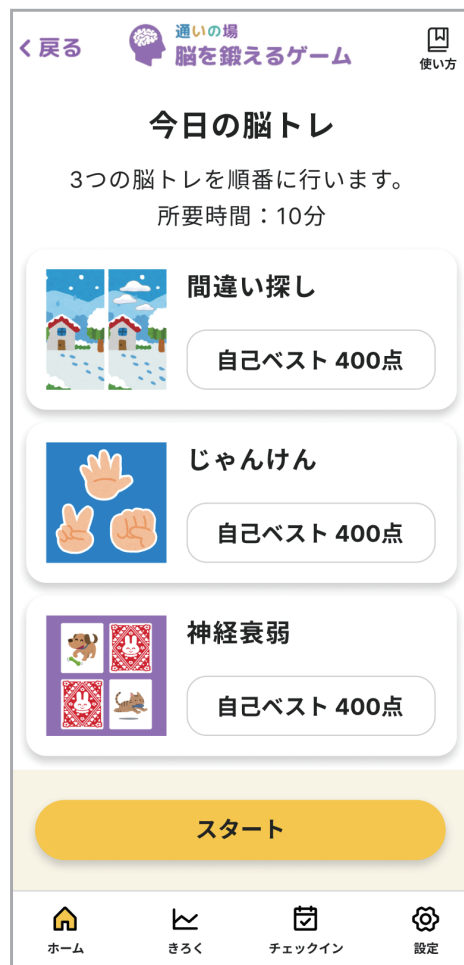 戻る
通いの場
脳を鍛えるゲーム
使い方
今日の脳トレ
3つの脳トレを順番に行います。
所要時間：10分
間違い探し
自己ベスト 400点
じゃんけん
自己ベスト 400点
神経衰弱
自己ベスト 400点
スタート
ホーム
きろく
チェックイン
設定